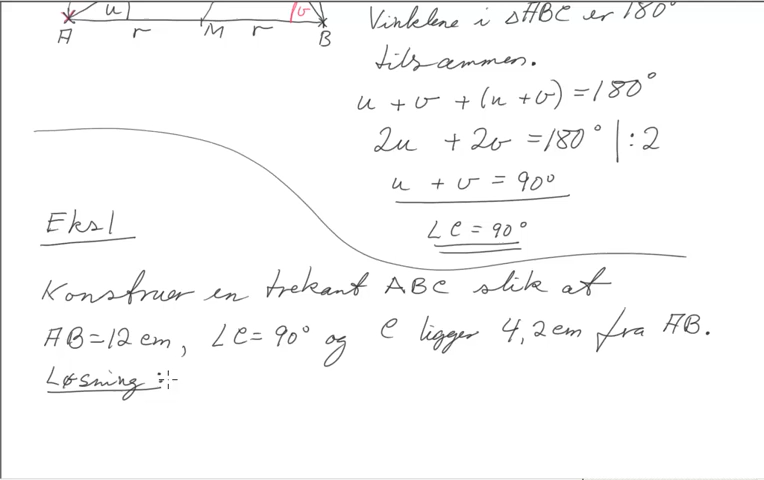 u v
A r M r B
Vinklene i △ABC er 180°
tilsammen.
u + v + (u + v) = 180°
2u + 2v = 180° | : 2
u + v = 90°
∠C = 90°
Eks1
Konstruer en trekant ABC slik at
AB = 12 cm, ∠C = 90° og C ligger 4,2 cm fra AB.
Løsning :